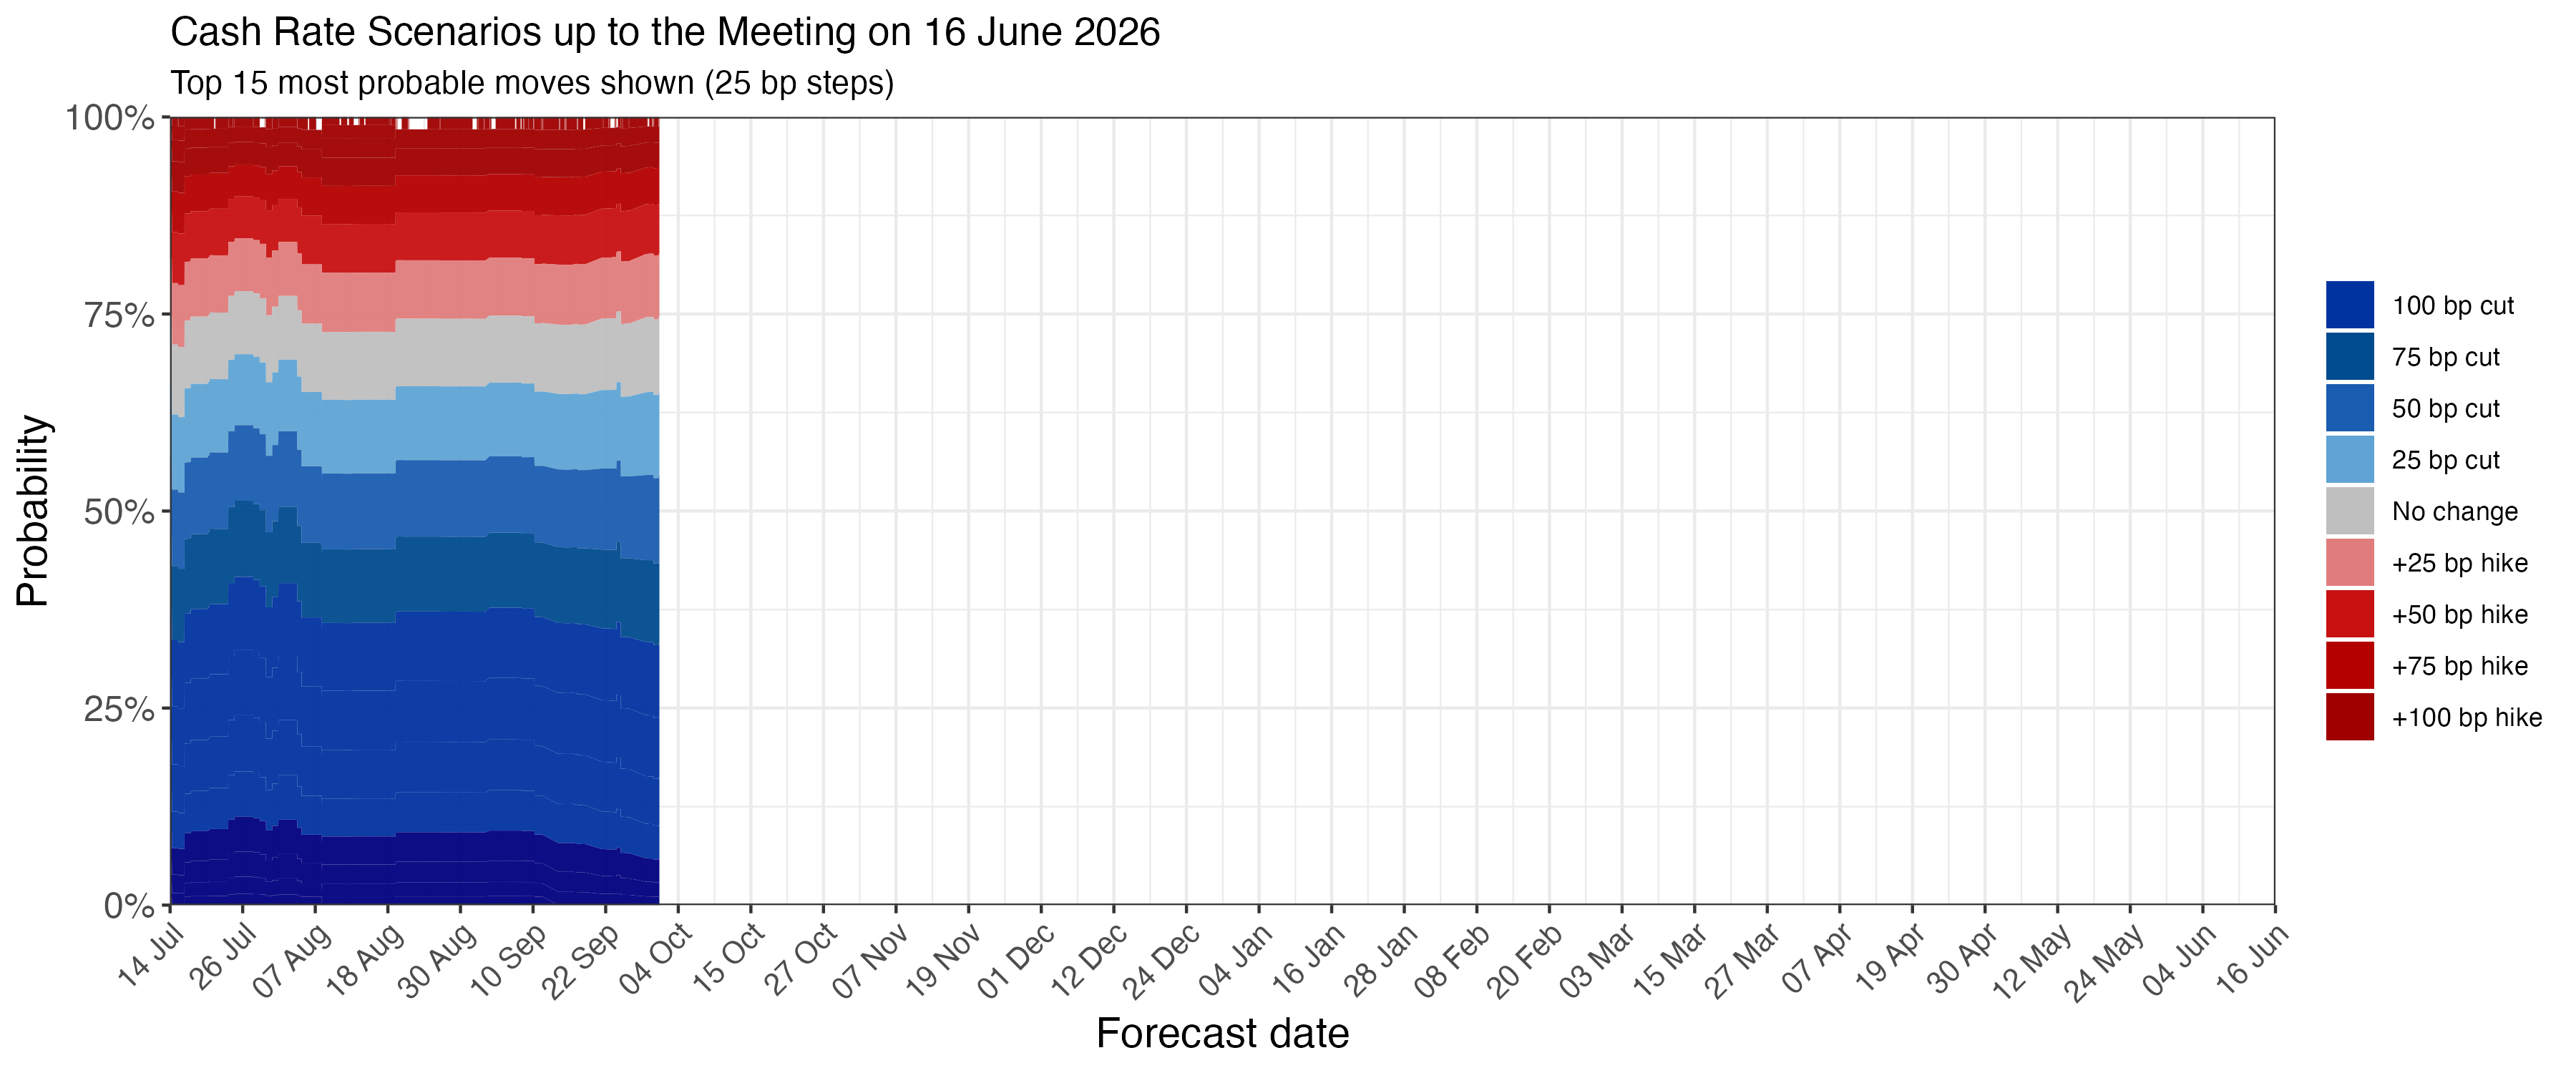 Cash Rate Scenarios up to the Meeting on 16 June 2026
Top 15 most probable moves shown (25 bp steps)
100%
75%
50%
25%
0%
Probability
14 Jul
26 Jul
07 Aug
18 Aug
30 Aug
10 Sep
22 Sep
04 Oct
15 Oct
27 Oct
07 Nov
19 Nov
01 Dec
12 Dec
24 Dec
04 Jan
16 Jan
28 Jan
08 Feb
20 Feb
03 Mar
15 Mar
27 Mar
07 Apr
19 Apr
30 Apr
12 May
24 May
04 Jun
16 Jun
Forecast date
100 bp cut
75 bp cut
50 bp cut
25 bp cut
No change
+25 bp hike
+50 bp hike
+75 bp hike
+100 bp hike